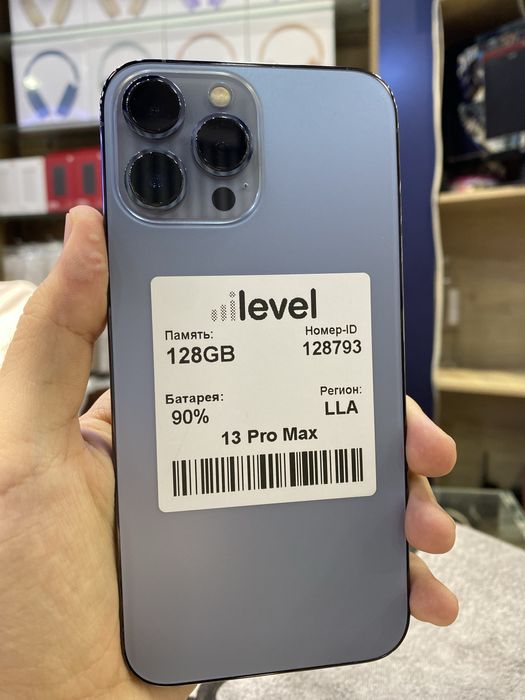 level
Память: Номер-ID
128GB 128793
Батарея: Регион:
90% LLA
13 Pro Max